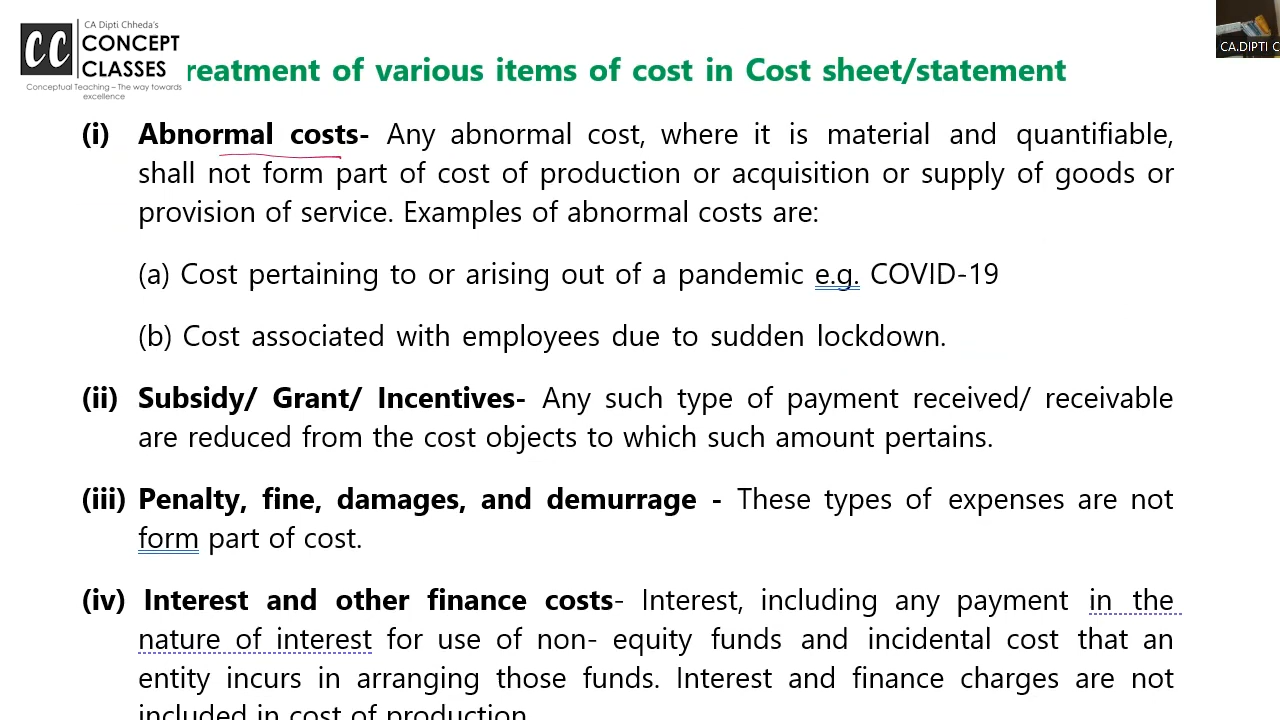 CA Dipti Chheda's
CC CONCEPT
CLASSES
Conceptual Teaching – The way towards
excellence
CA.DIPTI C
reatment of various items of cost in Cost sheet/statement
(i) Abnormal costs- Any abnormal cost, where it is material and quantifiable,
shall not form part of cost of production or acquisition or supply of goods or
provision of service. Examples of abnormal costs are:
(a) Cost pertaining to or arising out of a pandemic e.g. COVID-19
(b) Cost associated with employees due to sudden lockdown.
(ii) Subsidy/ Grant/ Incentives- Any such type of payment received/ receivable
are reduced from the cost objects to which such amount pertains.
(iii) Penalty, fine, damages, and demurrage - These types of expenses are not
form part of cost.
(iv) Interest and other finance costs- Interest, including any payment in the
nature of interest for use of non- equity funds and incidental cost that an
entity incurs in arranging those funds. Interest and finance charges are not
included in cost of production